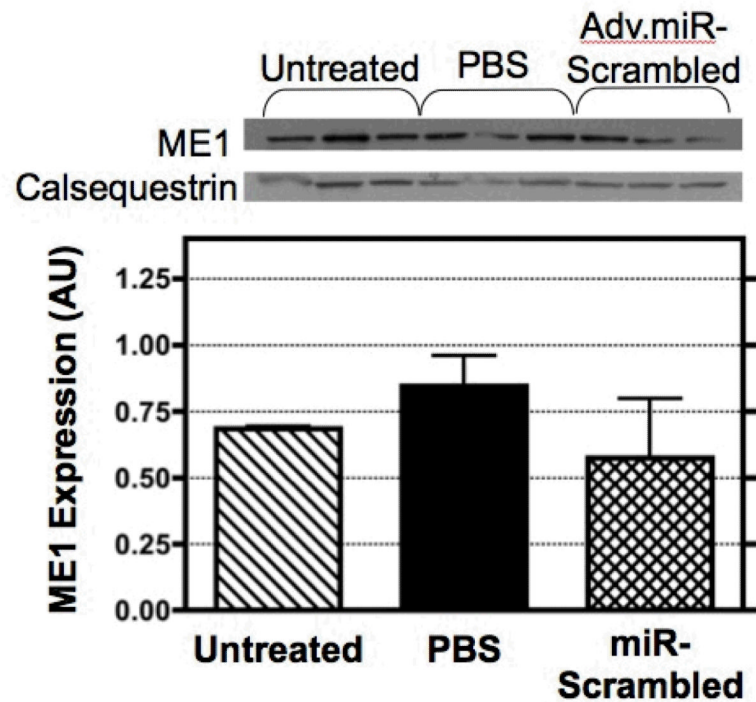 Adv.miR-
Untreated PBS Scrambled
ME1
Calsequestrin
ME1 Expression (AU)
1.25
1.00
0.75
0.50
0.25
0.00
Untreated PBS miR-
Scrambled